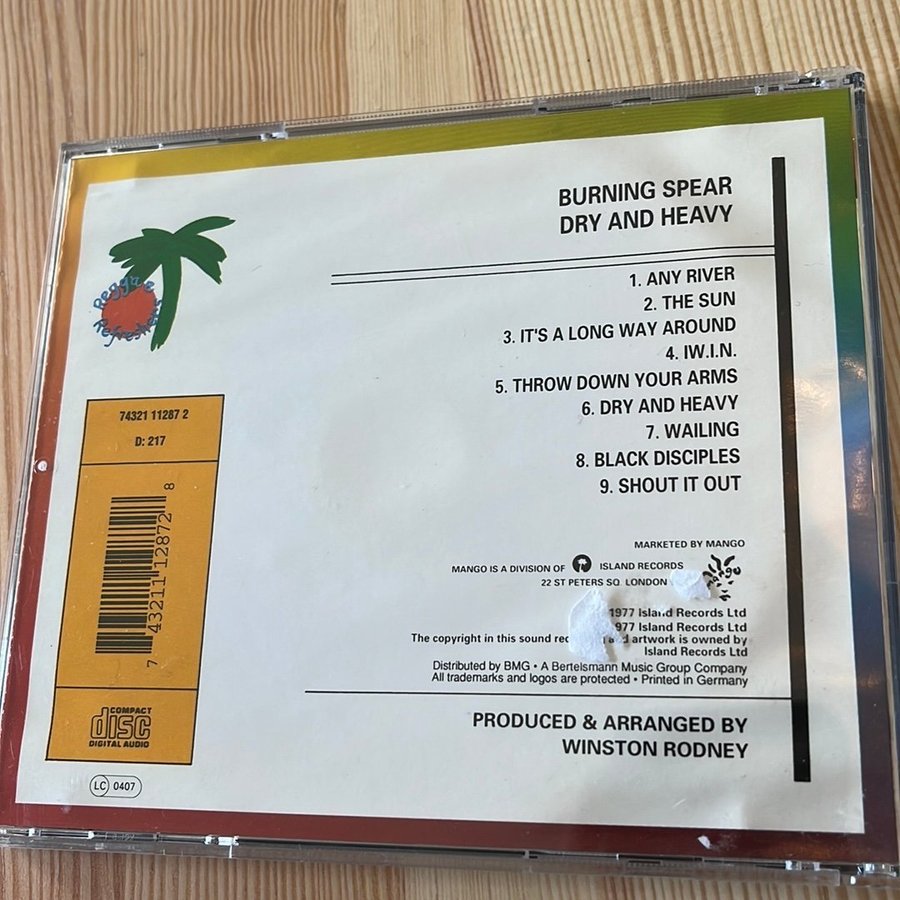 BURNING SPEAR
DRY AND HEAVY
Reggae
Refreshers
1. ANY RIVER
2. THE SUN
3. IT'S A LONG WAY AROUND
4. IW.I.N.
5. THROW DOWN YOUR ARMS
6. DRY AND HEAVY
7. WAILING
8. BLACK DISCIPLES
9. SHOUT IT OUT
74321 11287 2
D: 217
7 43211 12872 8
COMPACT
disc
DIGITAL AUDIO
LC 0407
MARKETED BY MANGO
MANGO IS A DIVISION OF ISLAND RECORDS
22 ST PETERS SQ. LONDON
mango
1977 Island Records Ltd
977 Island Records Ltd
The copyright in this sound rec and artwork is owned by
Island Records Ltd
Distributed by BMG • A Bertelsmann Music Group Company
All trademarks and logos are protected • Printed in Germany
PRODUCED & ARRANGED BY
WINSTON RODNEY